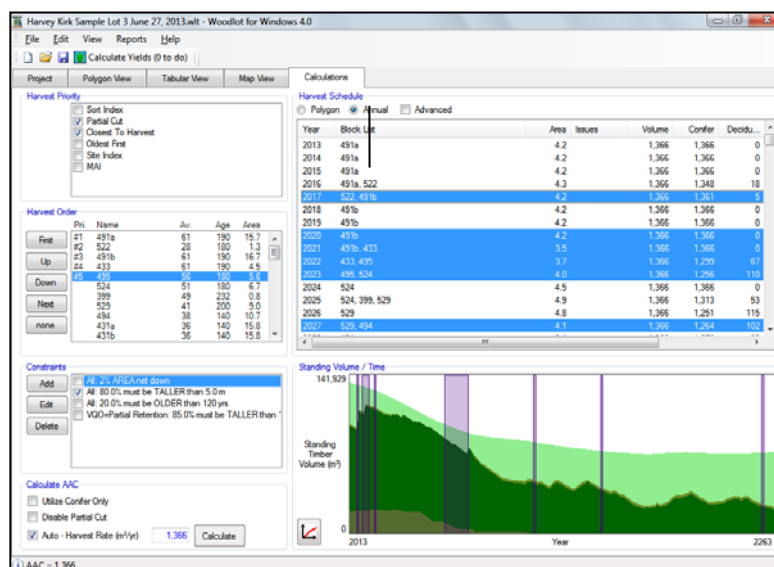 Harvey Kirk Sample Lot 3 June 27, 2013.wlt - Woodlot for Windows 4.0
File Edit View Reports Help
Calculate Yields (0 to do)
Project Polygon View Tabular View Map View Calculations
Harvest Priority
Sort Index
Partial Cut
Closest To Harvest
Oldest First
Site Index
MAI
Harvest Order
Pri. Name Av. Age Area
#1 491a 61 190 15.7
#2 522 28 180 1.3
#3 491b 61 190 16.7
#4 433 61 190 4.5
#5 495 56 180 5.6
524 51 180 6.7
399 49 232 0.8
529 41 200 9.0
494 38 140 10.7
431a 36 140 15.8
431b 36 140 15.8
First
Up
Down
Next
none
Constraints
Add
Edit
Delete
All: 2% AREA net down
All: 80.0% must be TALLER than 5.0 m
All: 20.0% must be OLDER than 120 yrs
VQO=Partial Retention: 85.0% must be TALLER than
Calculate AAC
Utilize Conifer Only
Disable Partial Cut
Auto - Harvest Rate (m³/yr) 1,366 Calculate
Harvest Schedule
Polygon Annual Advanced
Year Block List Area Issues Volume Conifer Decidu...
2013 491a 4.2 1,366 1,366 0
2014 491a 4.2 1,366 1,366 0
2015 491a 4.2 1,366 1,366 0
2016 491a, 522 4.3 1,366 1,348 18
2017 522, 491b 4.2 1,366 1,361 5
2018 491b 4.2 1,366 1,366 0
2019 491b 4.2 1,366 1,366 0
2020 491b 4.2 1,366 1,366 0
2021 491b, 433 3.5 1,366 1,366 0
2022 433, 495 3.7 1,366 1,299 67
2023 495, 524 4.0 1,366 1,256 110
2024 524 4.5 1,366 1,366 0
2025 524, 399, 529 4.9 1,366 1,313 53
2026 529 4.8 1,366 1,251 115
2027 529, 494 4.1 1,366 1,264 102
Standing Volume / Time
141,929
Standing
Timber
Volume (m³)
0
2013 Year 2263
AAC = 1,366